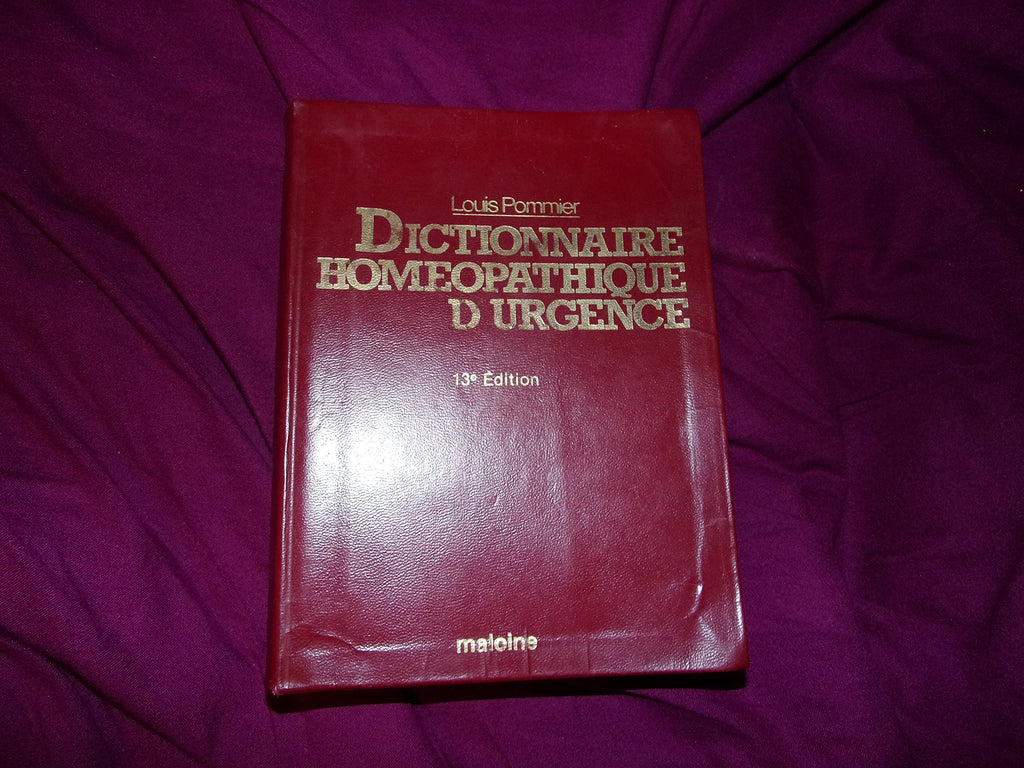 Louis Pommier
DICTIONNAIRE
HOMEOPATHIQUE
D'URGENCE
13e Édition
maloine